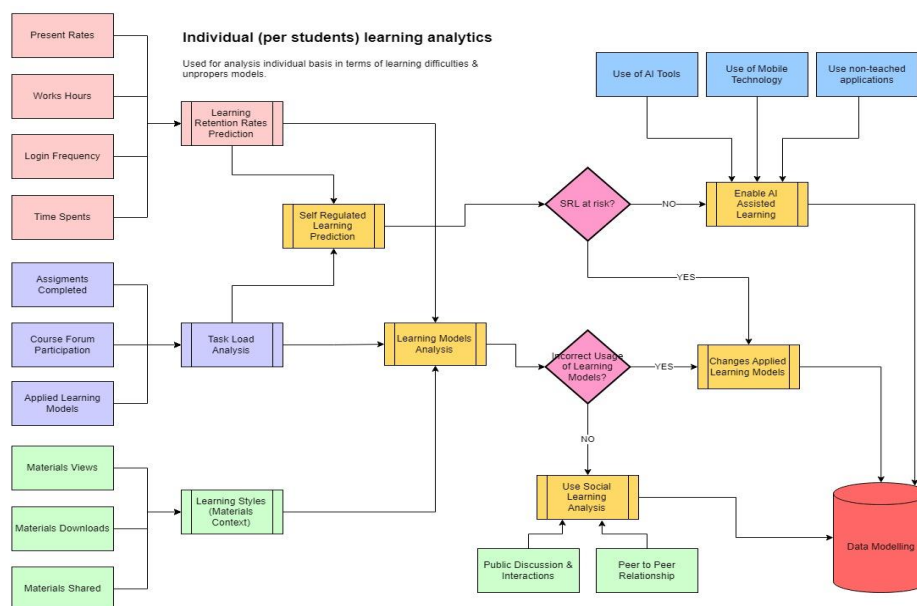 Individual (per students) learning analytics
Used for analysis individual basis in terms of learning difficulties &
unpropers models.
Present Rates
Works Hours
Login Frequency
Time Spents
Learning
Retention Rates
Prediction
Self Regulated
Learning
Prediction
Assigments
Completed
Course Forum
Participation
Applied Learning
Models
Task Load
Analysis
Learning Models
Analysis
Materials Views
Materials Downloads
Materials Shared
Learning Styles
(Materials
Context)
Use of AI Tools
Use of Mobile
Technology
Use non-teached
applications
SRL at risk?
NO
Enable AI
Assisted
Learning
YES
Incorrect Usage
of Learning
Models?
YES
Changes Applied
Learning Models
NO
Use Social
Learning
Analysis
Public Discussion &
Interactions
Peer to Peer
Relationship
Data Modelling